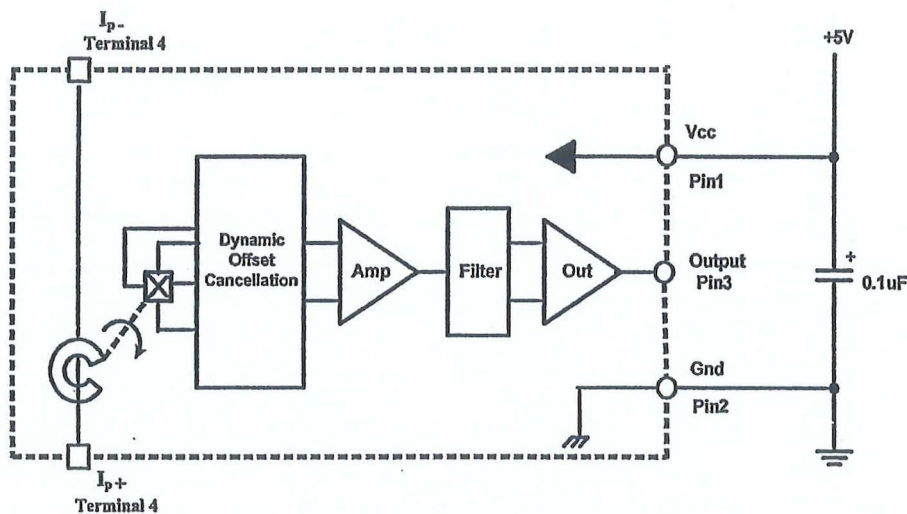 Ip-
Terminal 4
+5V
Vcc
Pin1
Dynamic
Offset
Cancellation
Amp
Filter
Out
Output
Pin3
+
0.1uF
Gnd
Pin2
Ip+
Terminal 4